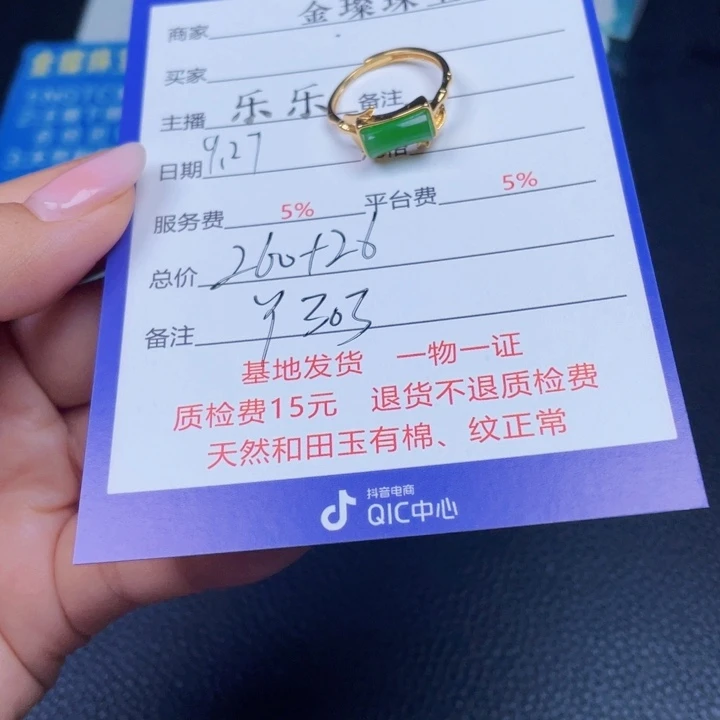 商家 金璨珠
买家
主播 乐乐 备注
日期 9.27
服务费 5% 平台费 5%
总价 260+26
备注 ¥303
基地发货 一物一证
质检费15元 退货不退质检费
天然和田玉有棉、纹正常
抖音电商
QIC中心